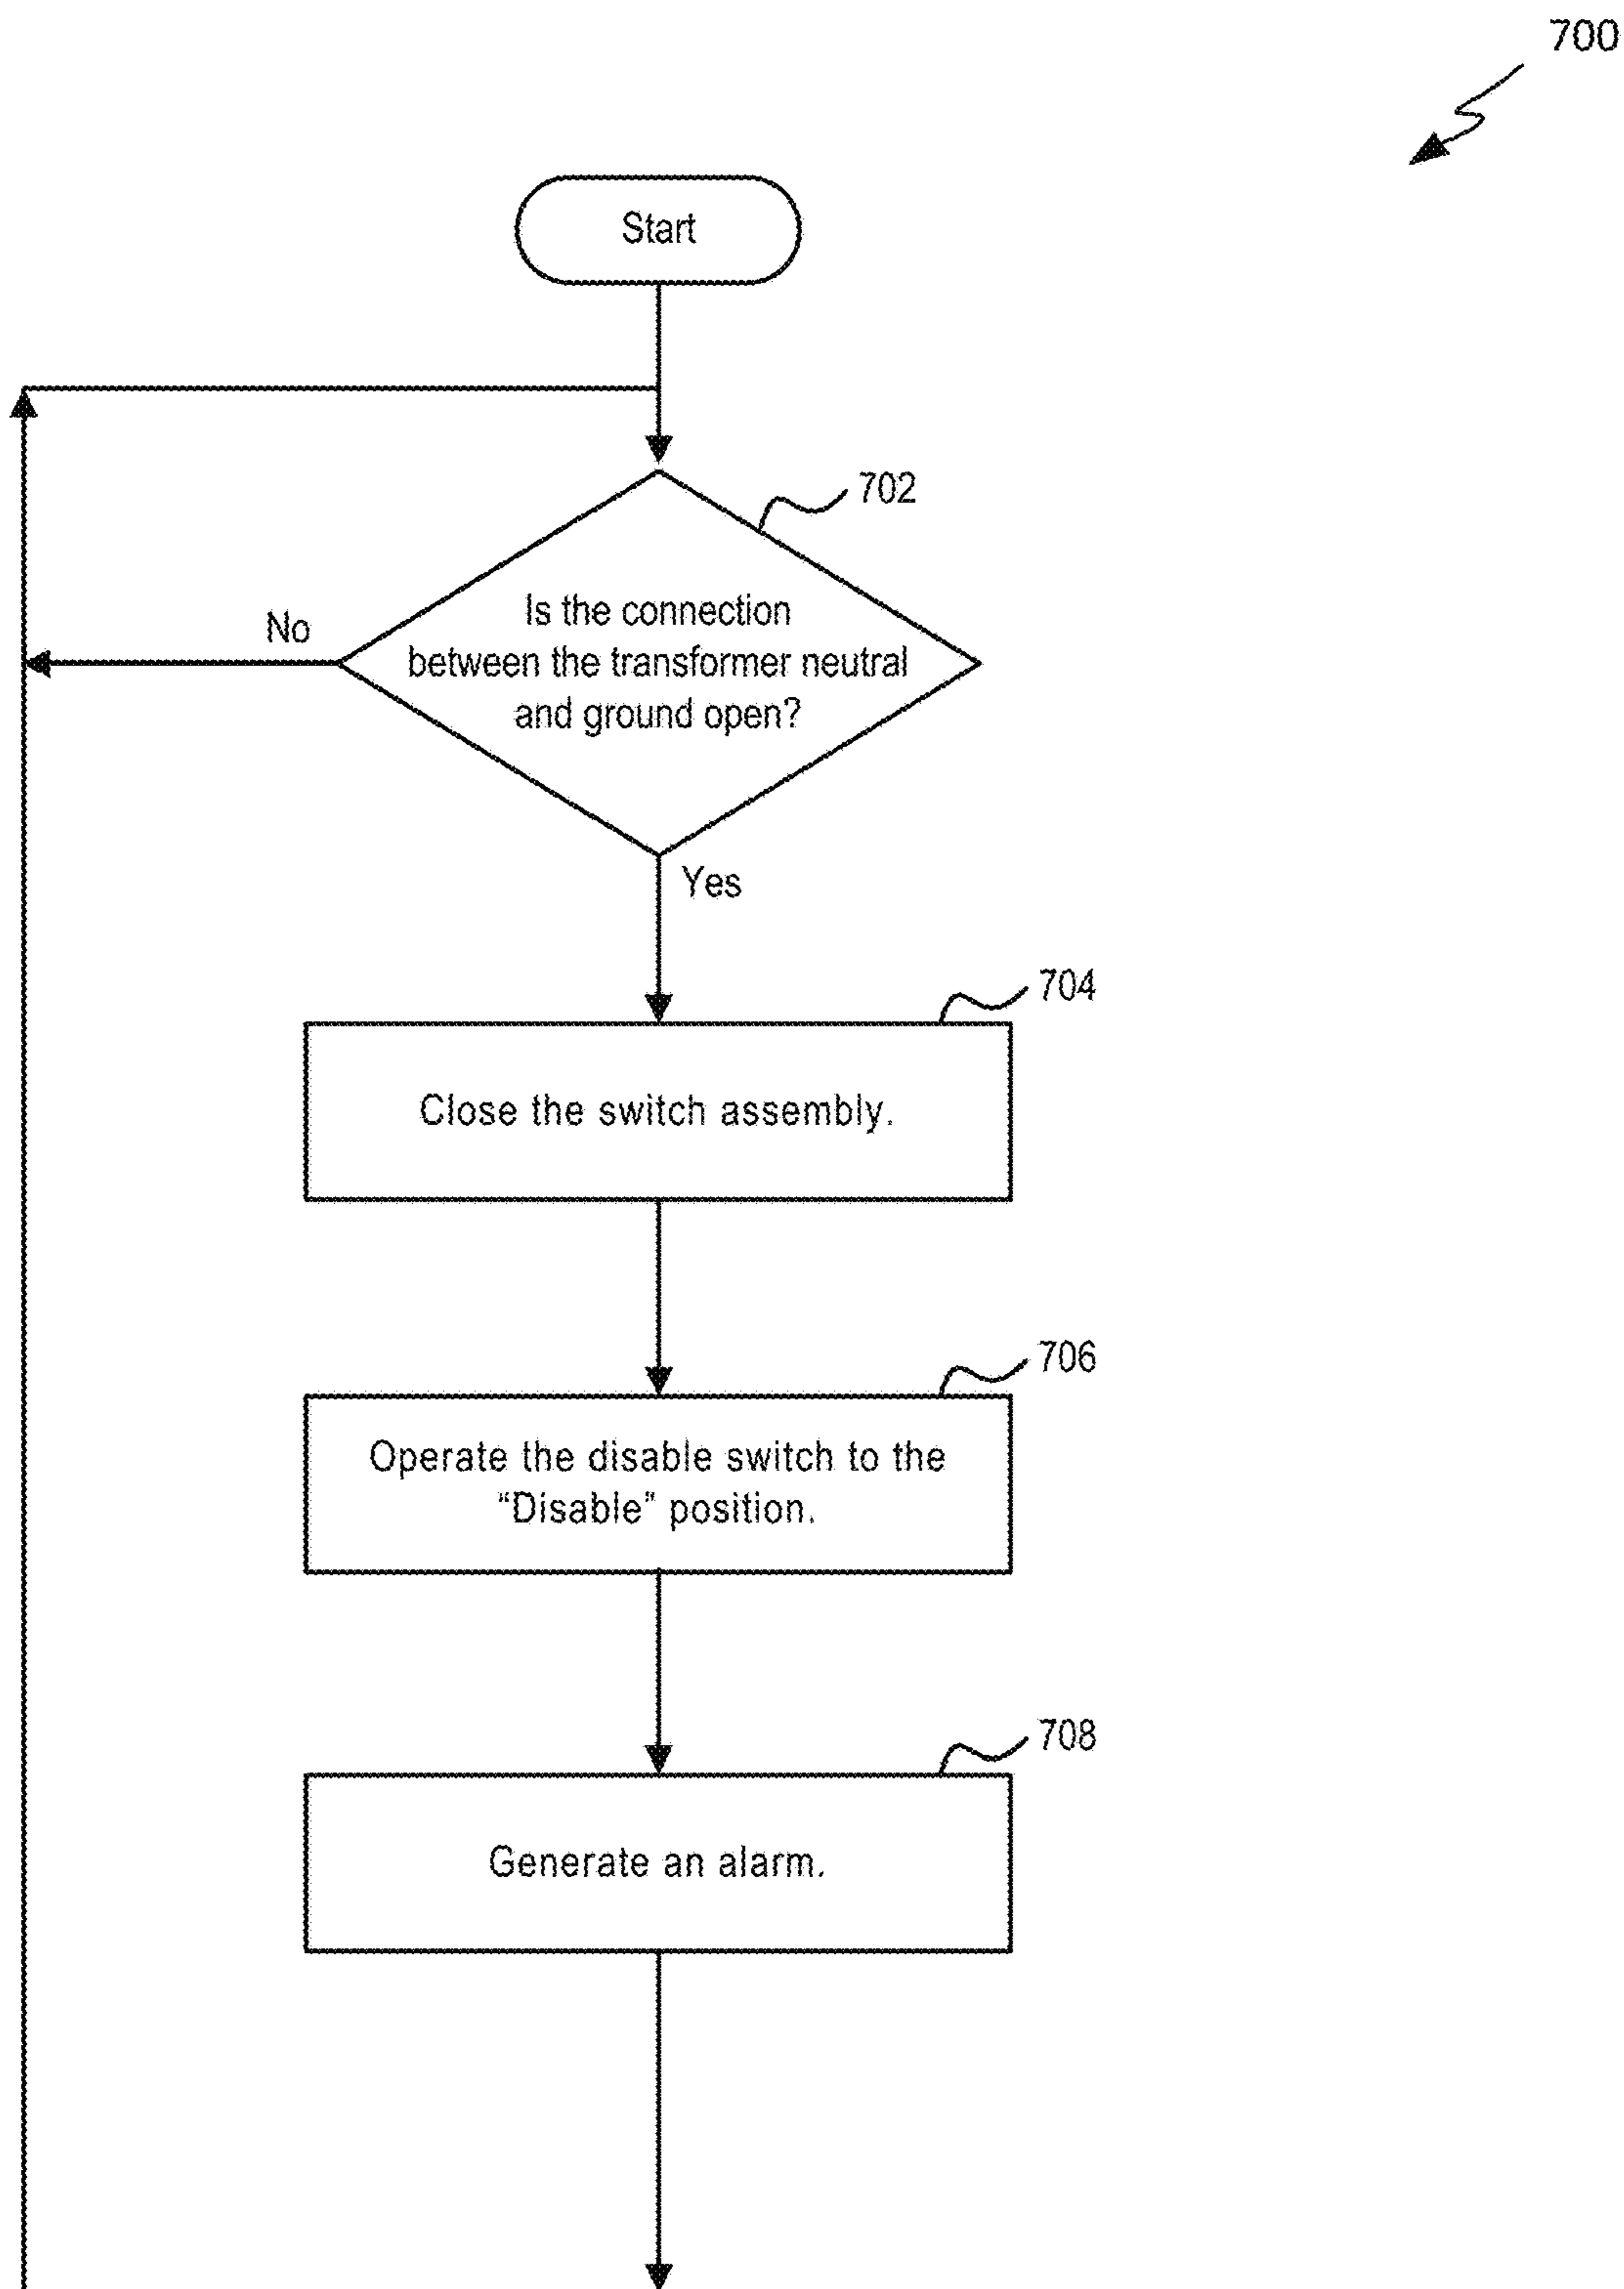 700
Start
702
Is the connection
between the transformer neutral
and ground open?
No
Yes
704
Close the switch assembly.
706
Operate the disable switch to the
“Disable” position.
708
Generate an alarm.